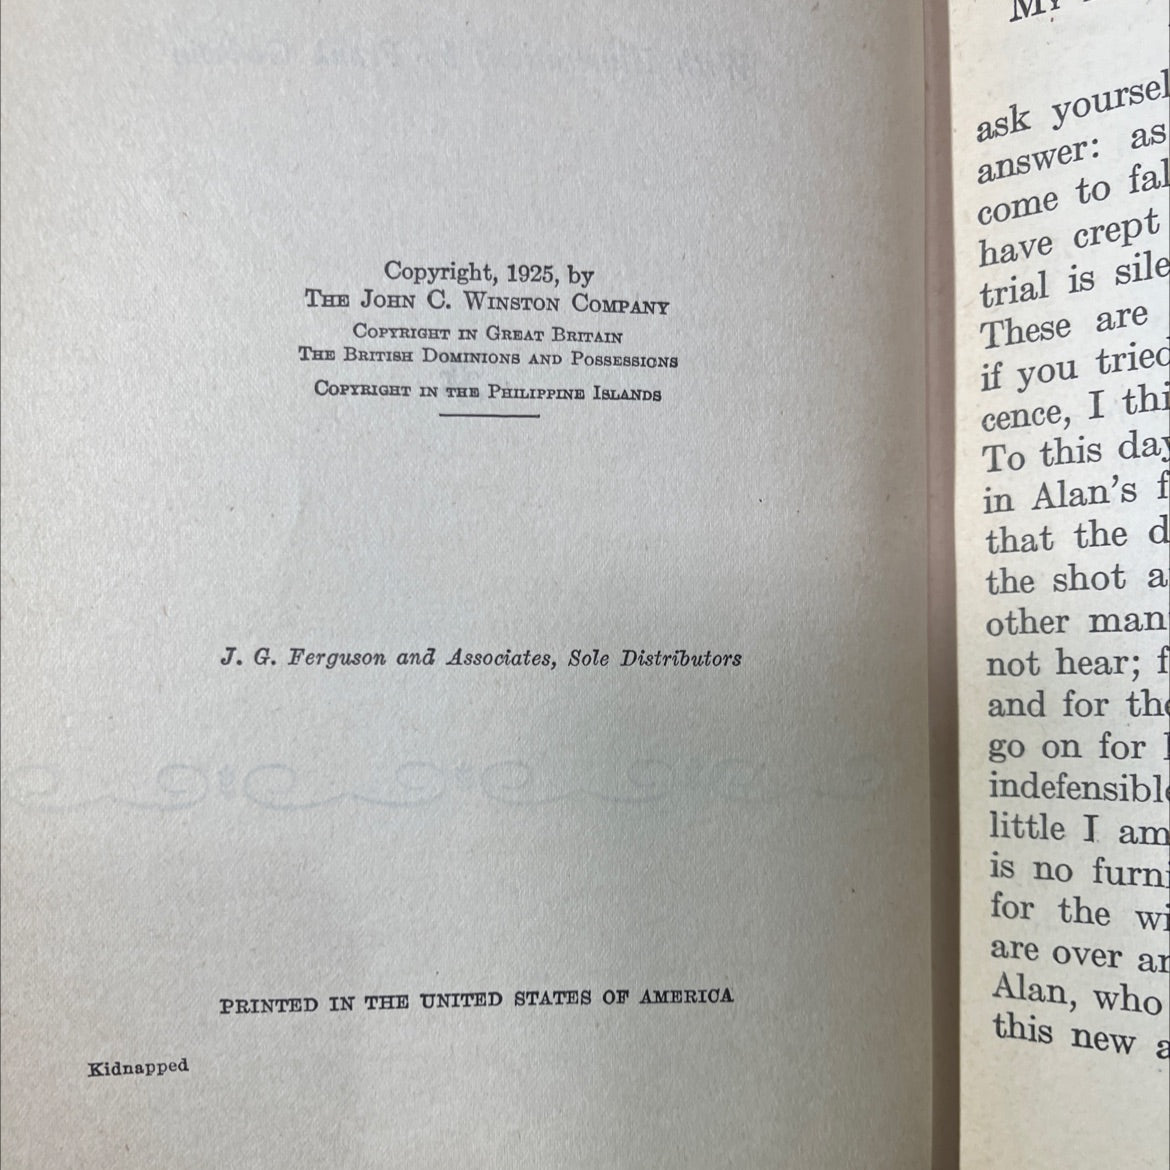 Copyright, 1925, by
THE JOHN C. WINSTON COMPANY
COPYRIGHT IN GREAT BRITAIN
THE BRITISH DOMINIONS AND POSSESSIONS
COPYRIGHT IN THE PHILIPPINE ISLANDS
J. G. Ferguson and Associates, Sole Distributors
PRINTED IN THE UNITED STATES OF AMERICA
Kidnapped
MY
ask yoursel
answer: as
come to fal
have crept
trial is sile
These are
if you tried
cence, I thi
To this day
in Alan's f
that the d
the shot a
other man
not hear; f
and for the
go on for
indefensible
little I am
is no furni
for the wi
are over an
Alan, who
this new a